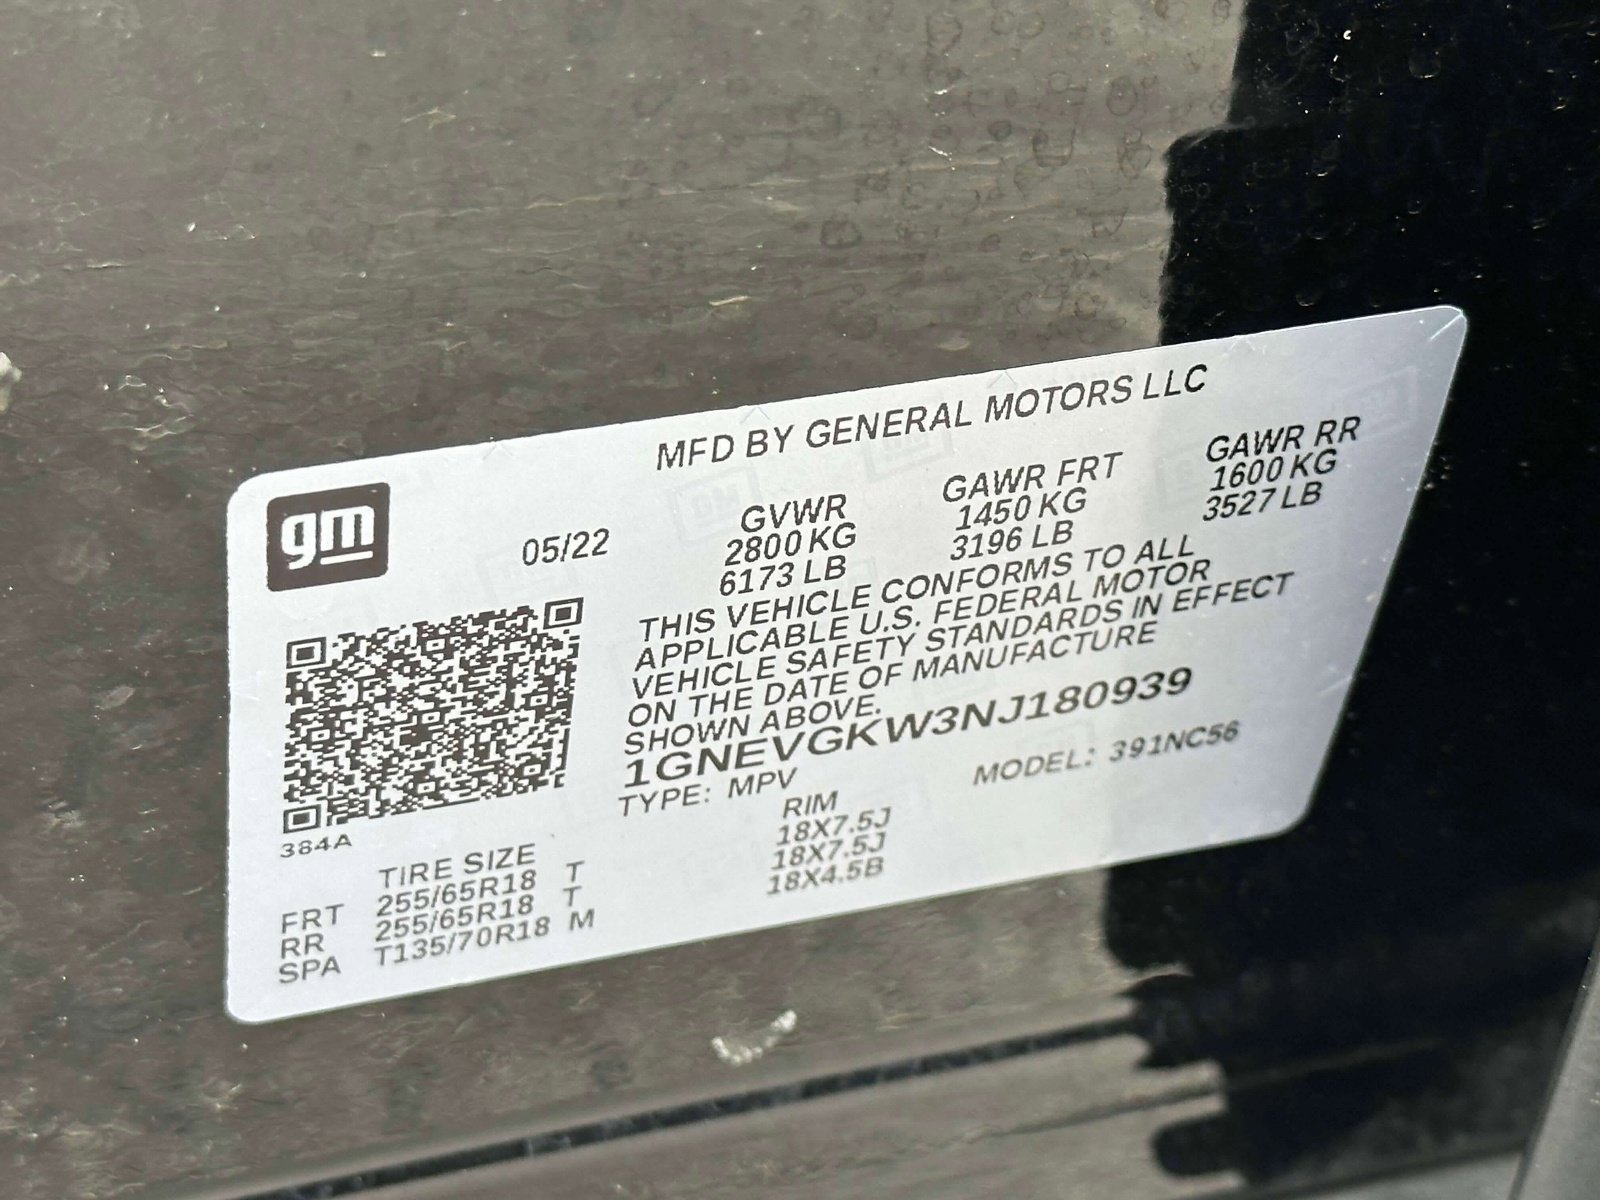 MFD BY GENERAL MOTORS LLC
gm
05/22
GVWR
2800 KG
6173 LB
GAWR FRT
1450 KG
3196 LB
GAWR RR
1600 KG
3527 LB
THIS VEHICLE CONFORMS TO ALL
APPLICABLE U.S. FEDERAL MOTOR
VEHICLE SAFETY STANDARDS IN EFFECT
ON THE DATE OF MANUFACTURE
SHOWN ABOVE.
1GNEVGKW3NJ180939
TYPE: MPV
MODEL: 391NC56
384A
TIRE SIZE RIM
FRT 255/65R18 T 18X7.5J
RR 255/65R18 T 18X7.5J
SPA T135/70R18 M 18X4.5B